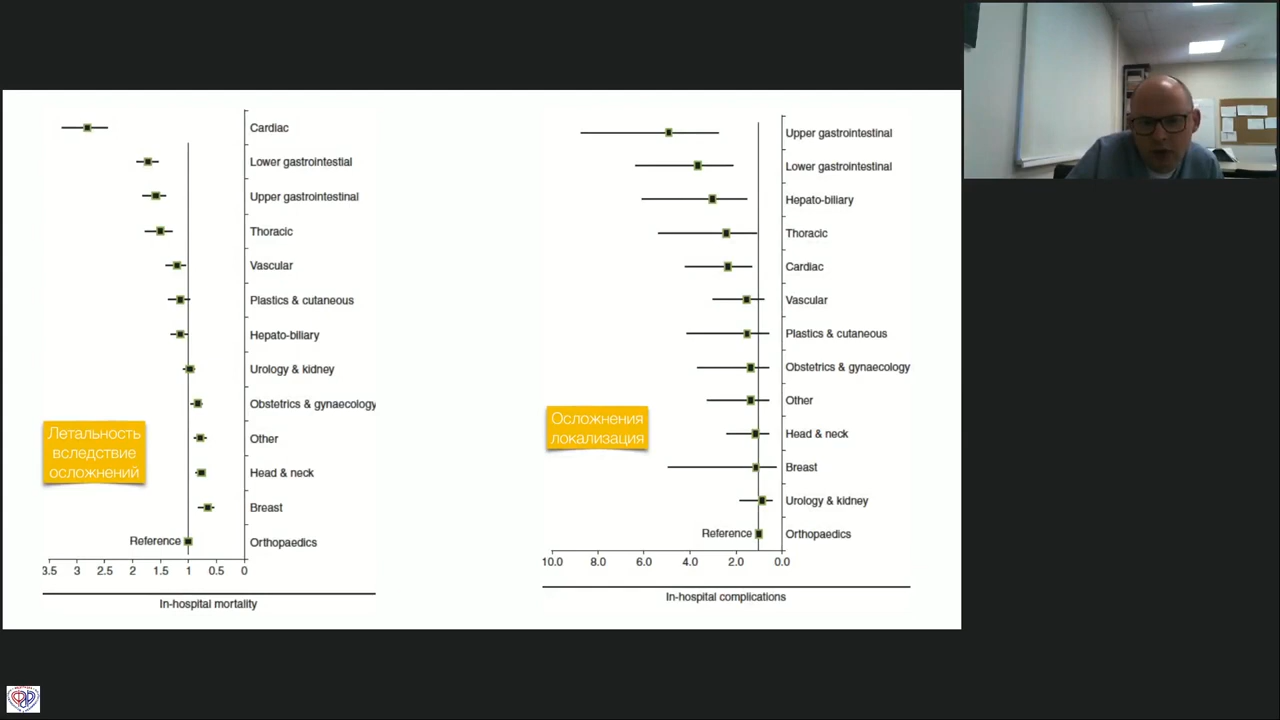 Cardiac
Lower gastrointestial
Upper gastrointestinal
Thoracic
Vascular
Plastics & cutaneous
Hepato-biliary
Urology & kidney
Obstetrics & gynaecology
Other
Head & neck
Breast
Reference
Orthopaedics
Летальность
вследствие
осложнений
3.5 3 2.5 2 1.5 1 0.5 0
In-hospital mortality
Upper gastrointestinal
Lower gastrointestinal
Hepato-biliary
Thoracic
Cardiac
Vascular
Plastics & cutaneous
Obstetrics & gynaecology
Other
Head & neck
Breast
Urology & kidney
Reference
Orthopaedics
Осложнения
локализация
10.0 8.0 6.0 4.0 2.0 0.0
In-hospital complications